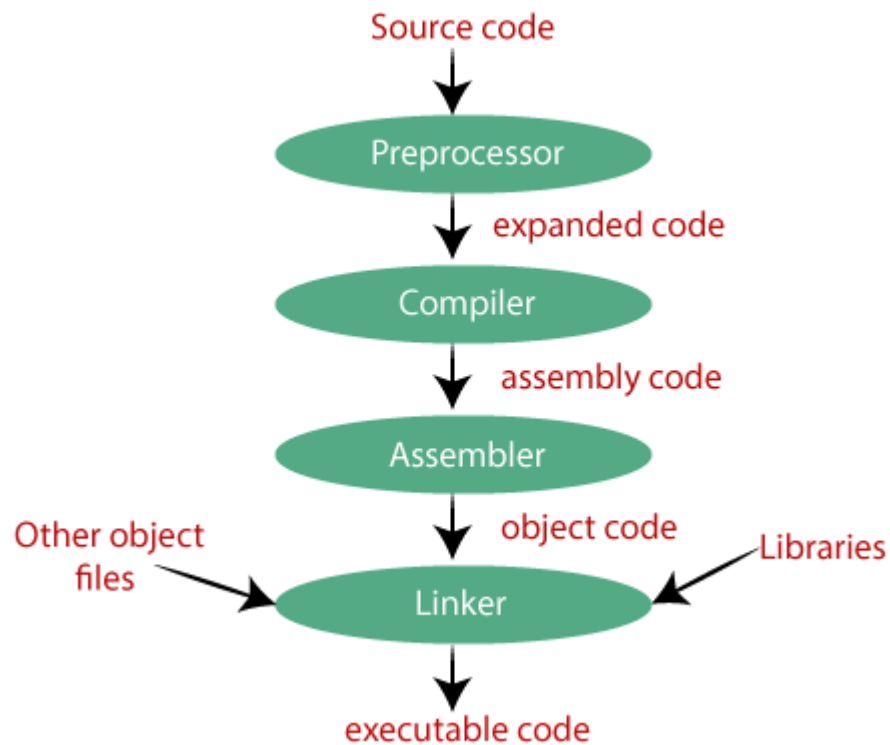 Source code
Preprocessor
expanded code
Compiler
assembly code
Assembler
object code
Other object
files
Libraries
Linker
executable code